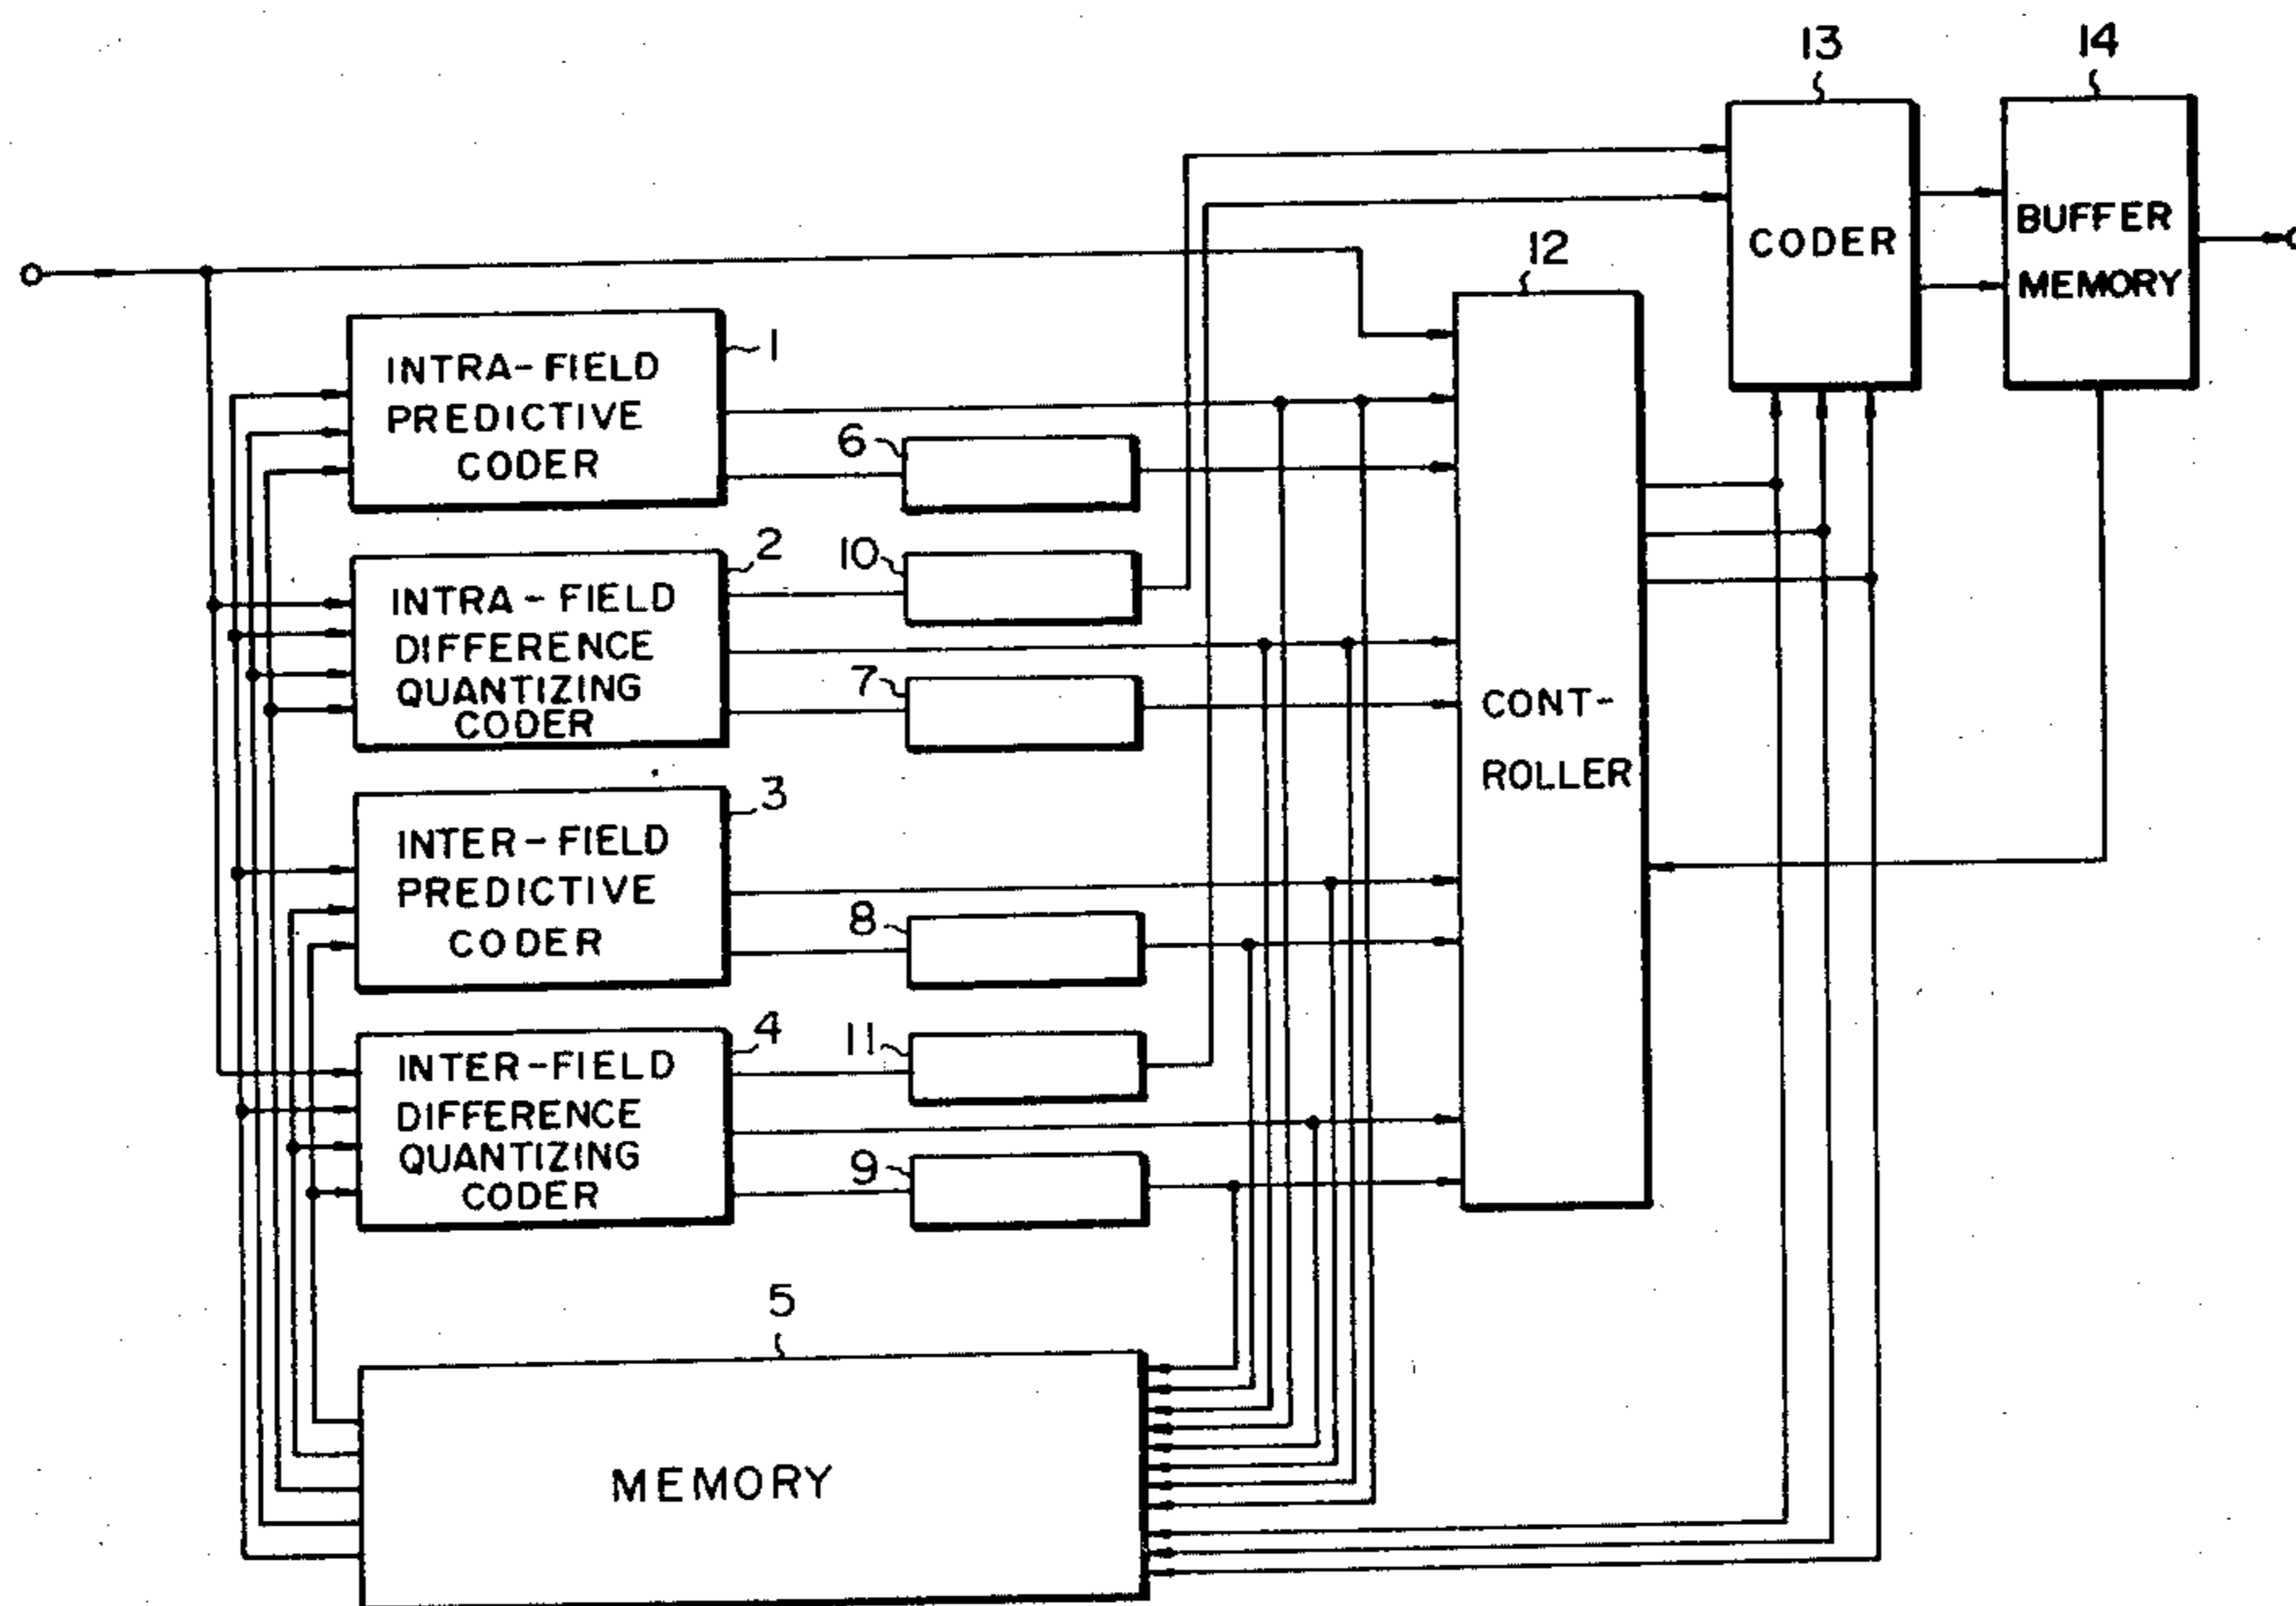 13
14
CODER
BUFFER
MEMORY
12
1
INTRA-FIELD
PREDICTIVE
CODER
6
2
10
INTRA-FIELD
DIFFERENCE
QUANTIZING
CODER
7
CONT-
ROLLER
3
INTER-FIELD
PREDICTIVE
CODER
8
4
11
INTER-FIELD
DIFFERENCE
QUANTIZING
CODER
9
5
MEMORY